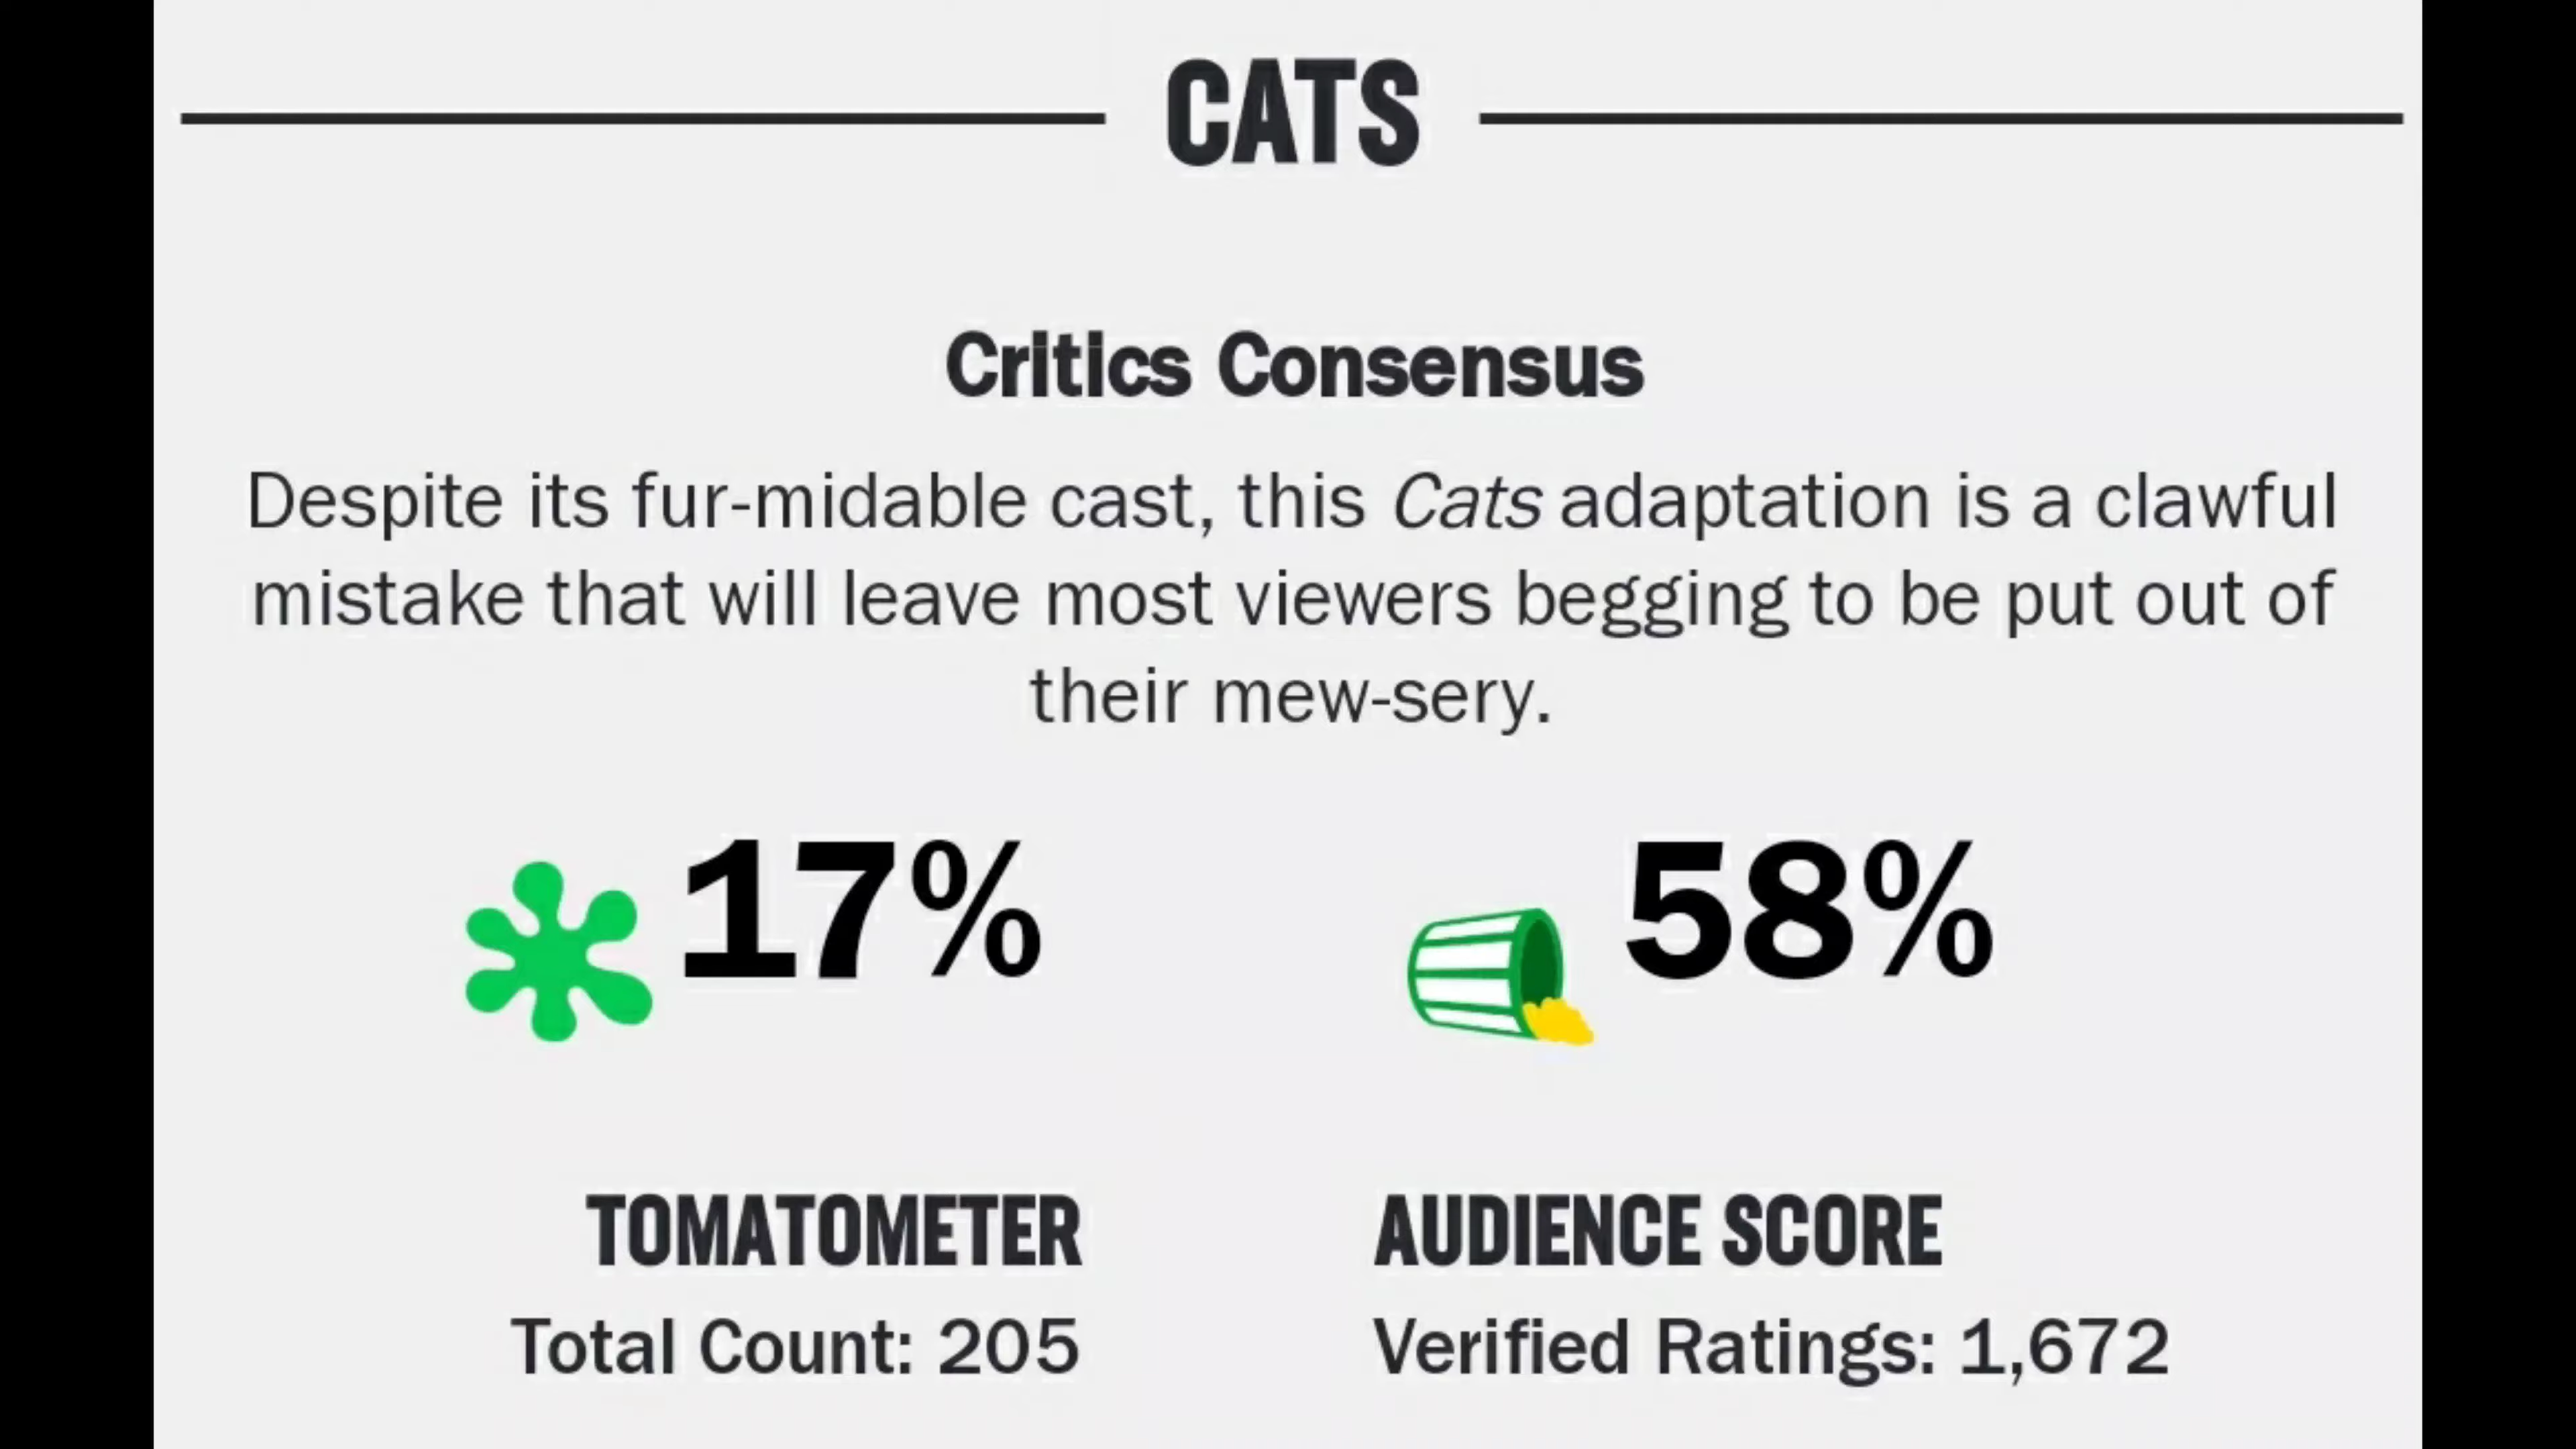 CATS
Critics Consensus
Despite its fur-midable cast, this Cats adaptation is a clawful
mistake that will leave most viewers begging to be put out of
their mew-sery.
17% 58%
TOMATOMETER AUDIENCE SCORE
Total Count: 205 Verified Ratings: 1,672